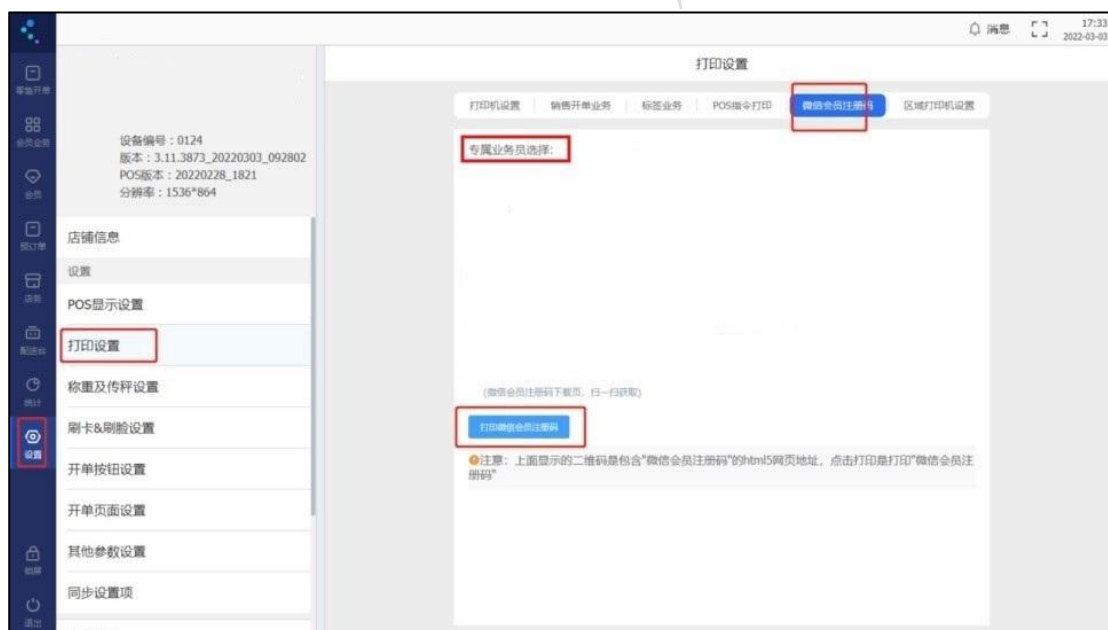 消息
17:33
2022-03-03
零售开单
会员业务
会员
预订单
店务
配送台
统计
设置
锁屏
退出
设备编号：0124
版本：3.11.3873_20220303_092802
POS版本：20220228_1821
分辨率：1536*864
店铺信息
设置
POS显示设置
打印设置
称重及传秤设置
刷卡&刷脸设置
开单按钮设置
开单页面设置
其他参数设置
同步设置项
打印设置
打印机设置
销售开单业务
标签业务
POS指令打印
微信会员注册码
区域打印机设置
专属业务员选择:
(微信会员注册码下载页，扫一扫获取)
打印微信会员注册码
注意：上面显示的二维码是包含"微信会员注册码"的html5网页地址，点击打印是打印"微信会员注
册码"